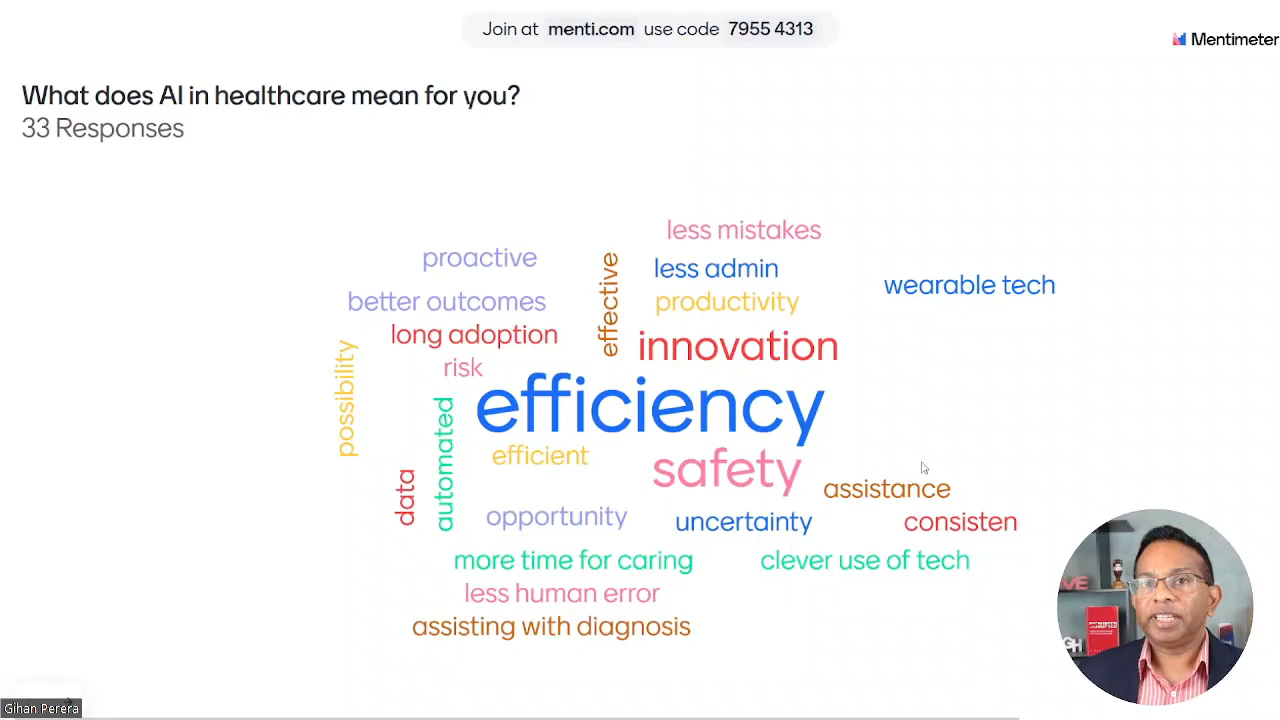 Join at menti.com use code 7955 4313
Mentimeter
What does AI in healthcare mean for you?
33 Responses
less mistakes
proactive
effective
less admin
wearable tech
better outcomes
productivity
long adoption
innovation
possibility
risk
efficiency
automated
efficient
safety
data
assistance
opportunity
uncertainty
consisten
more time for caring
clever use of tech
less human error
assisting with diagnosis
Gihan Perera